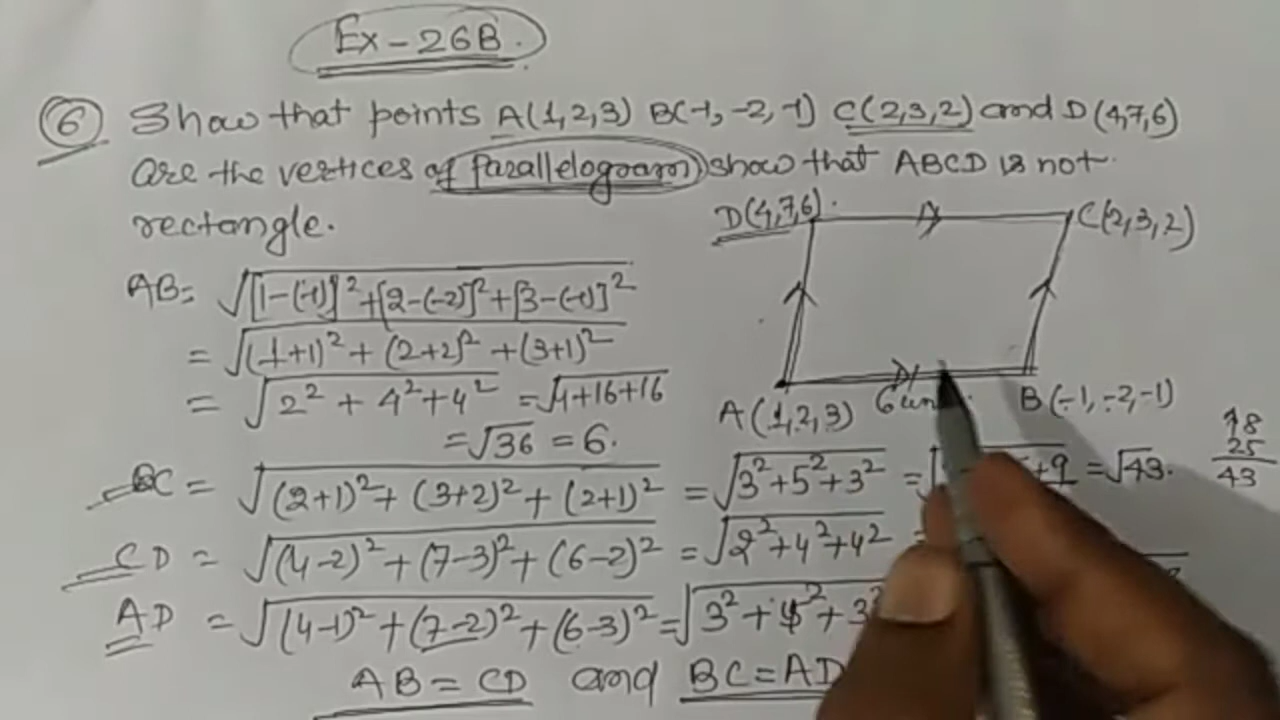 Ex-26B.
⑥ Show that points A(1,2,3) B(-1,-2,-1) C(2,3,2) and D(4,7,6)
are the vertices of parallelogram show that ABCD is not
rectangle.
D(4,7,6).
C(2,3,2)
AB= √[1-(-1)]²+[2-(-2)]²+[3-(-1)]²
= √(1+1)²+(2+2)²+(3+1)²
= √2²+4²+4² =√4+16+16
A(1,2,3)
B(-1,-2,-1)
=√36 = 6.
18
25
43
BC = √(2+1)²+(3+2)²+(2+1)² = √3²+5²+3² = +9 = √43.
CD = √(4-2)²+(7-3)²+(6-2)² = √2²+4²+4²
AD = √(4-1)²+(7-2)²+(6-3)² = √3²+5²+3²
AB = CD and BC = AD